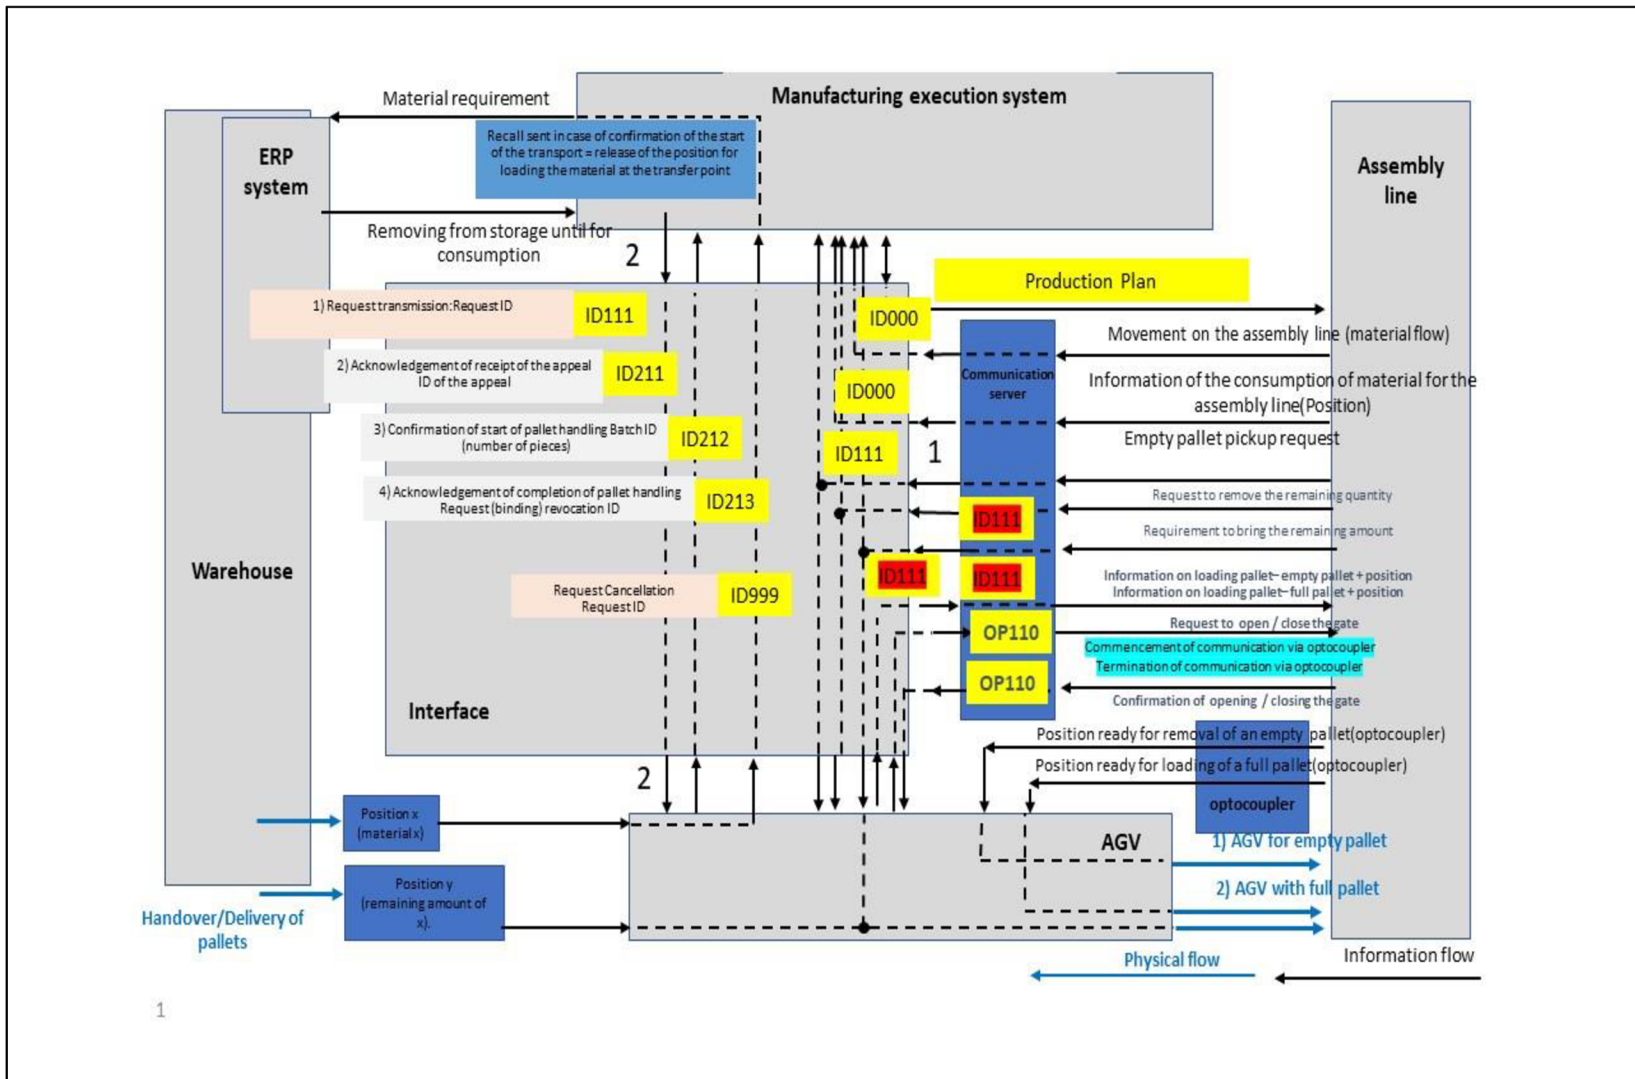 Manufacturing execution system
Material requirement
Recall sent in case of confirmation of the start
of the transport = release of the position for
loading the material at the transfer point
ERP
system
Removing from storage until for
consumption
Assembly
line
2
1) Request transmission:Request ID
ID111
2) Acknowledgement of receipt of the appeal
ID of the appeal
ID211
3) Confirmation of start of pallet handling Batch ID
(number of pieces)
ID212
4) Acknowledgement of completion of pallet handling
Request (binding) revocation ID
ID213
Request Cancellation
Request ID
ID999
Warehouse
Interface
2
ID000
ID000
ID111
1
ID111
Production Plan
Communication
server
ID111
ID111
OP110
OP110
Movement on the assembly line (material flow)
Information of the consumption of material for the
assembly line(Position)
Empty pallet pickup request
Request to remove the remaining quantity
Requirement to bring the remaining amount
Information on loading pallet–empty pallet + position
Information on loading pallet–full pallet + position
Request to open / close the gate
Commencement of communication via optocoupler
Termination of communication via optocoupler
Confirmation of opening / closing the gate
Position ready for removal of an empty pallet(optocoupler)
Position ready for loading of a full pallet(optocoupler)
optocoupler
Position x
(material x)
Position y
(remaining amount of
x).
Handover/Delivery of
pallets
AGV
1) AGV for empty pallet
2) AGV with full pallet
Physical flow
Information flow
1